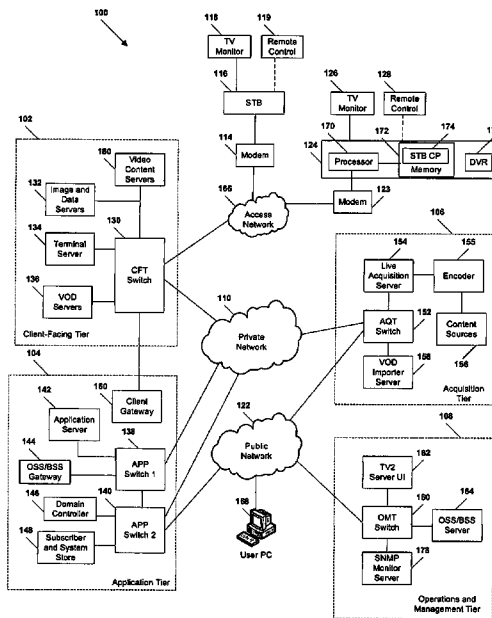 100
118
119
TV
Monitor
Remote
Control
116
STB
126
128
TV
Monitor
Remote
Control
114
Modem
170
172
174
124
Processor
STB CP
Memory
DVR
123
Modem
166
Access
Network
102
Video
Content
Servers
132
Image and
Data
Servers
130
134
Terminal
Server
CFT
Switch
136
VOD
Servers
Client-Facing Tier
106
154
155
Live
Acquisition
Server
Encoder
152
AQT
Switch
Content
Sources
156
VOD
Importer
Server
158
Acquisition
Tier
110
Private
Network
104
142
Application
Server
Client
Gateway
138
144
OSS/BSS
Gateway
APP
Switch 1
146
140
Domain
Controller
148
APP
Switch 2
Subscriber
and System
Store
Application Tier
122
Public
Network
168
User PC
108
162
TV2
Server UI
164
OMT
Switch
OSS/BSS
Server
SNMP
Monitor
Server
178
Operations and
Management Tier